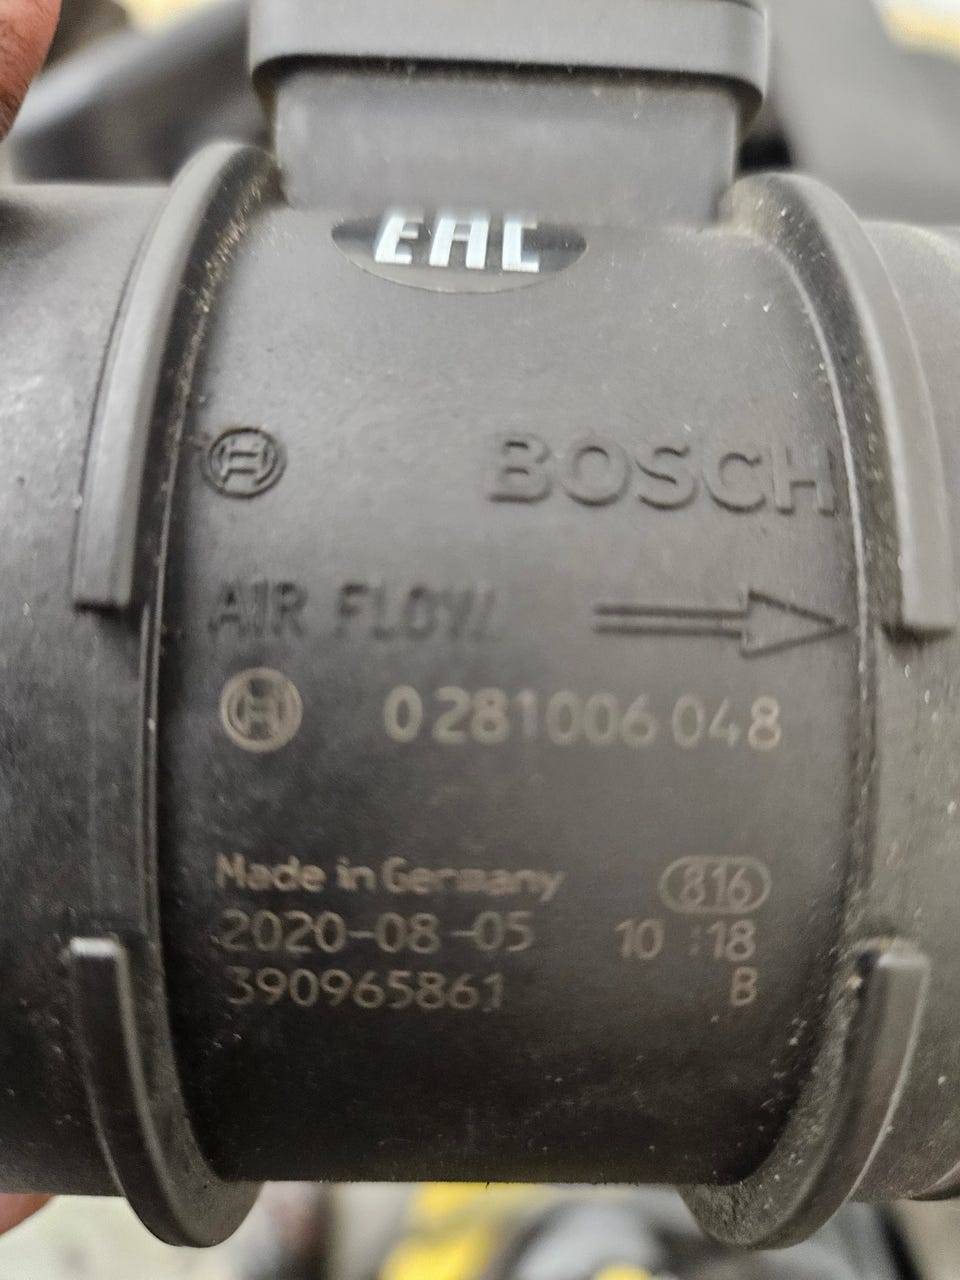 EAC
BOSCH
AIR FLOW
0 281 006 048
Made in Germany 816
2020-08-05 10:18
390965861 B